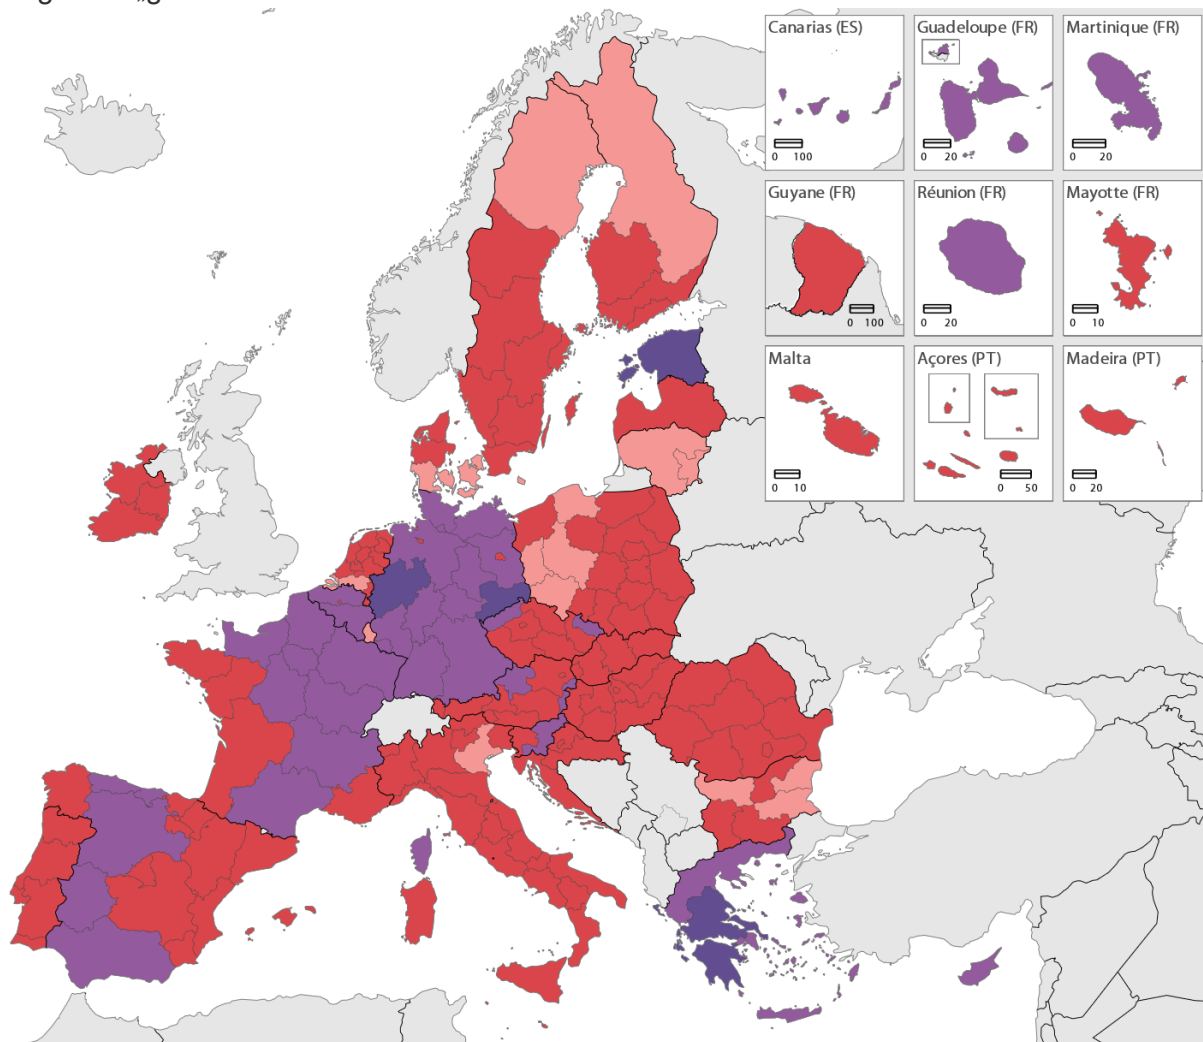 Canarias (ES)
0 100
Guadeloupe (FR)
0 20
Martinique (FR)
0 20
Guyane (FR)
0 100
Réunion (FR)
0 20
Mayotte (FR)
0 10
Malta
0 10
Açores (PT)
0 50
Madeira (PT)
0 20